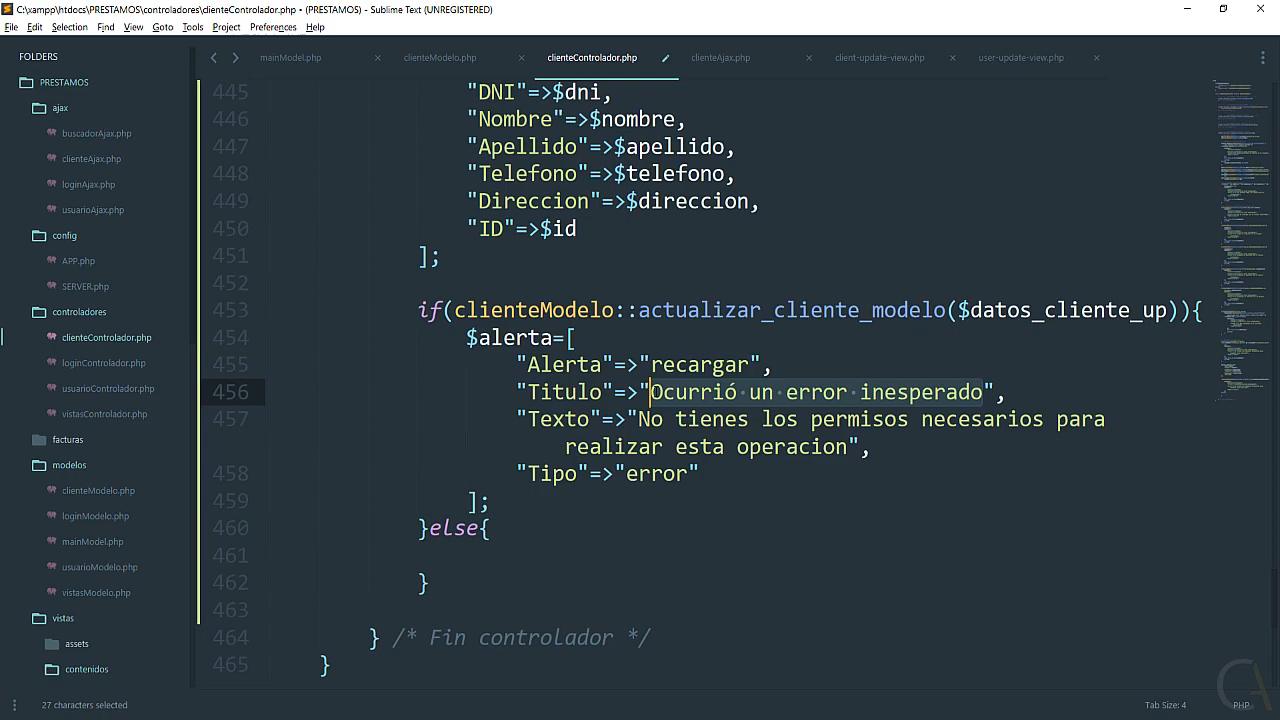 C:\xampp\htdocs\PRESTAMOS\controladores\clienteControlador.php • (PRESTAMOS) - Sublime Text (UNREGISTERED)
File Edit Selection Find View Goto Tools Project Preferences Help
FOLDERS
PRESTAMOS
ajax
buscadorAjax.php
clienteAjax.php
loginAjax.php
usuarioAjax.php
config
APP.php
SERVER.php
controladores
clienteControlador.php
loginControlador.php
usuarioControlador.php
vistasControlador.php
facturas
modelos
clienteModelo.php
loginModelo.php
mainModel.php
usuarioModelo.php
vistasModelo.php
vistas
assets
contenidos
mainModel.php clienteModelo.php clienteControlador.php clienteAjax.php client-update-view.php user-update-view.php
445 "DNI"=>$dni,
446 "Nombre"=>$nombre,
447 "Apellido"=>$apellido,
448 "Telefono"=>$telefono,
449 "Direccion"=>$direccion,
450 "ID"=>$id
451 ];
452
453 if(clienteModelo::actualizar_cliente_modelo($datos_cliente_up)){
454 $alerta=[
455 "Alerta"=>"recargar",
456 "Titulo"=>"Ocurrió un error inesperado",
457 "Texto"=>"No tienes los permisos necesarios para
realizar esta operacion",
458 "Tipo"=>"error"
459 ];
460 }else{
461
462 }
463
464 } /* Fin controlador */
465 }
27 characters selected Tab Size: 4 PHP